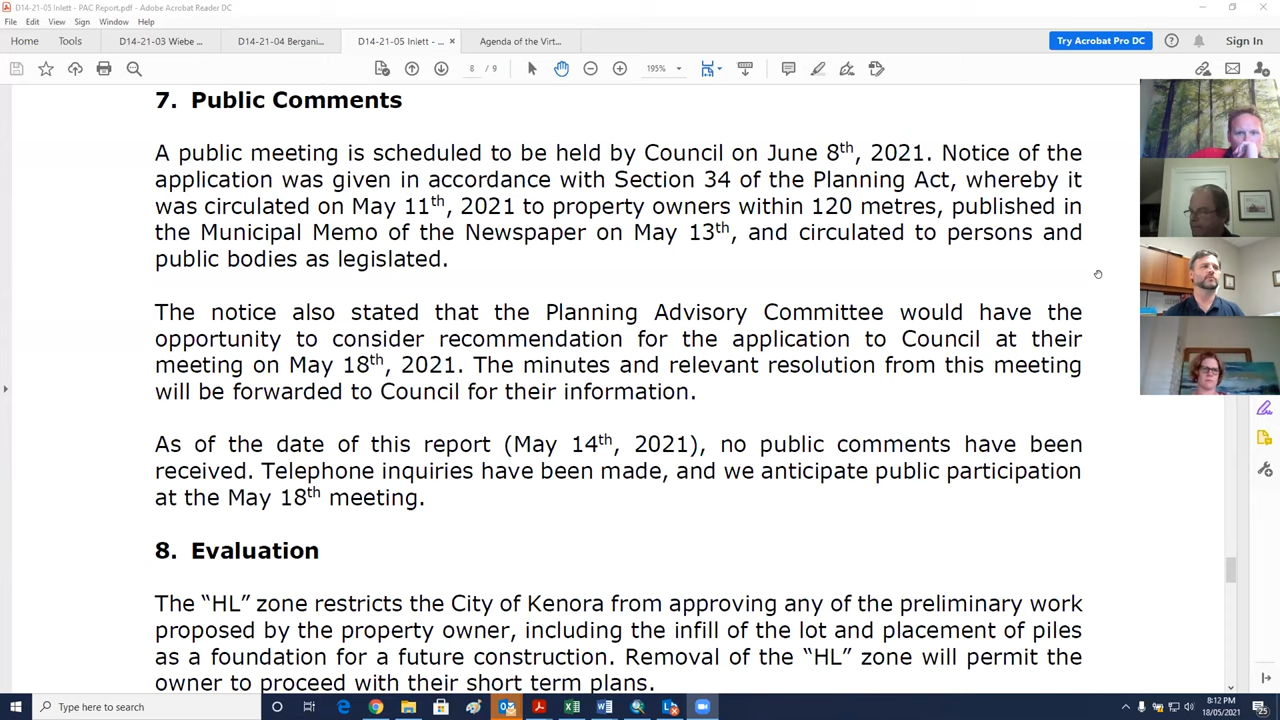 D14-21-05 Inlett - PAC Report.pdf - Adobe Acrobat Reader DC
File Edit View Sign Window Help
Home Tools D14-21-03 Wiebe ... D14-21-04 Bergani... D14-21-05 Inlett - ... × Agenda of the Virt... Try Acrobat Pro DC Sign In
8 / 9 195%
7. Public Comments
A public meeting is scheduled to be held by Council on June 8th, 2021. Notice of the
application was given in accordance with Section 34 of the Planning Act, whereby it
was circulated on May 11th, 2021 to property owners within 120 metres, published in
the Municipal Memo of the Newspaper on May 13th, and circulated to persons and
public bodies as legislated.
The notice also stated that the Planning Advisory Committee would have the
opportunity to consider recommendation for the application to Council at their
meeting on May 18th, 2021. The minutes and relevant resolution from this meeting
will be forwarded to Council for their information.
As of the date of this report (May 14th, 2021), no public comments have been
received. Telephone inquiries have been made, and we anticipate public participation
at the May 18th meeting.
8. Evaluation
The “HL” zone restricts the City of Kenora from approving any of the preliminary work
proposed by the property owner, including the infill of the lot and placement of piles
as a foundation for a future construction. Removal of the “HL” zone will permit the
owner to proceed with their short term plans.
Type here to search
8:12 PM
18/05/2021
25